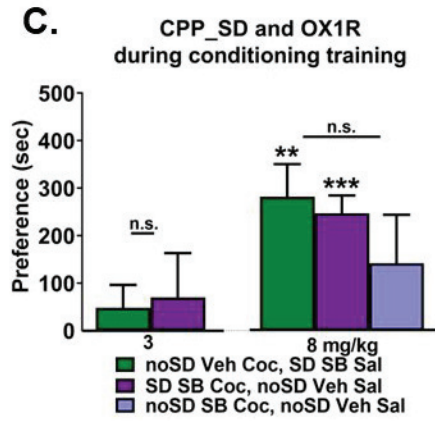 C.
CPP_SD and OX1R
during conditioning training
Preference (sec)
500
400
300
200
100
0
n.s.
**
***
n.s.
3
8 mg/kg
noSD Veh Coc, SD SB Sal
SD SB Coc, noSD Veh Sal
noSD SB Coc, noSD Veh Sal